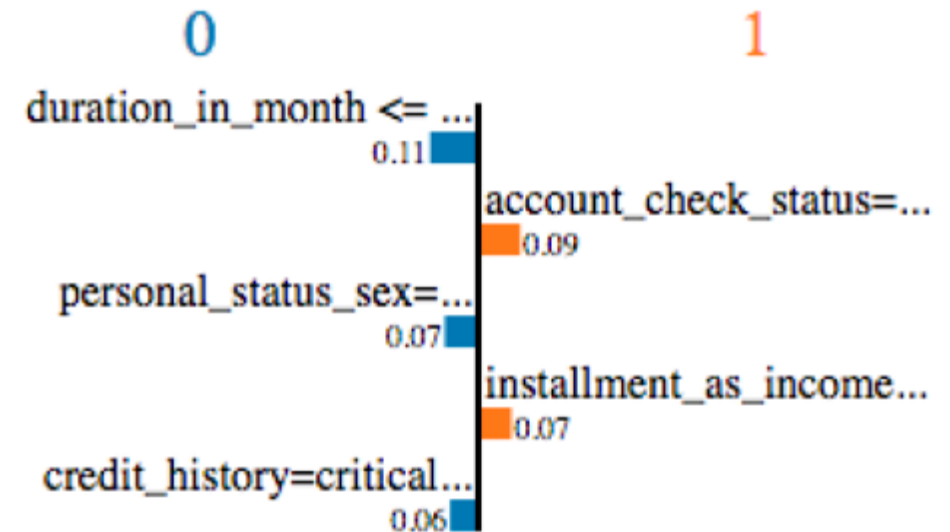 0 1
duration_in_month <= ...
0.11
account_check_status=...
0.09
personal_status_sex=...
0.07
installment_as_income...
0.07
credit_history=critical...
0.06